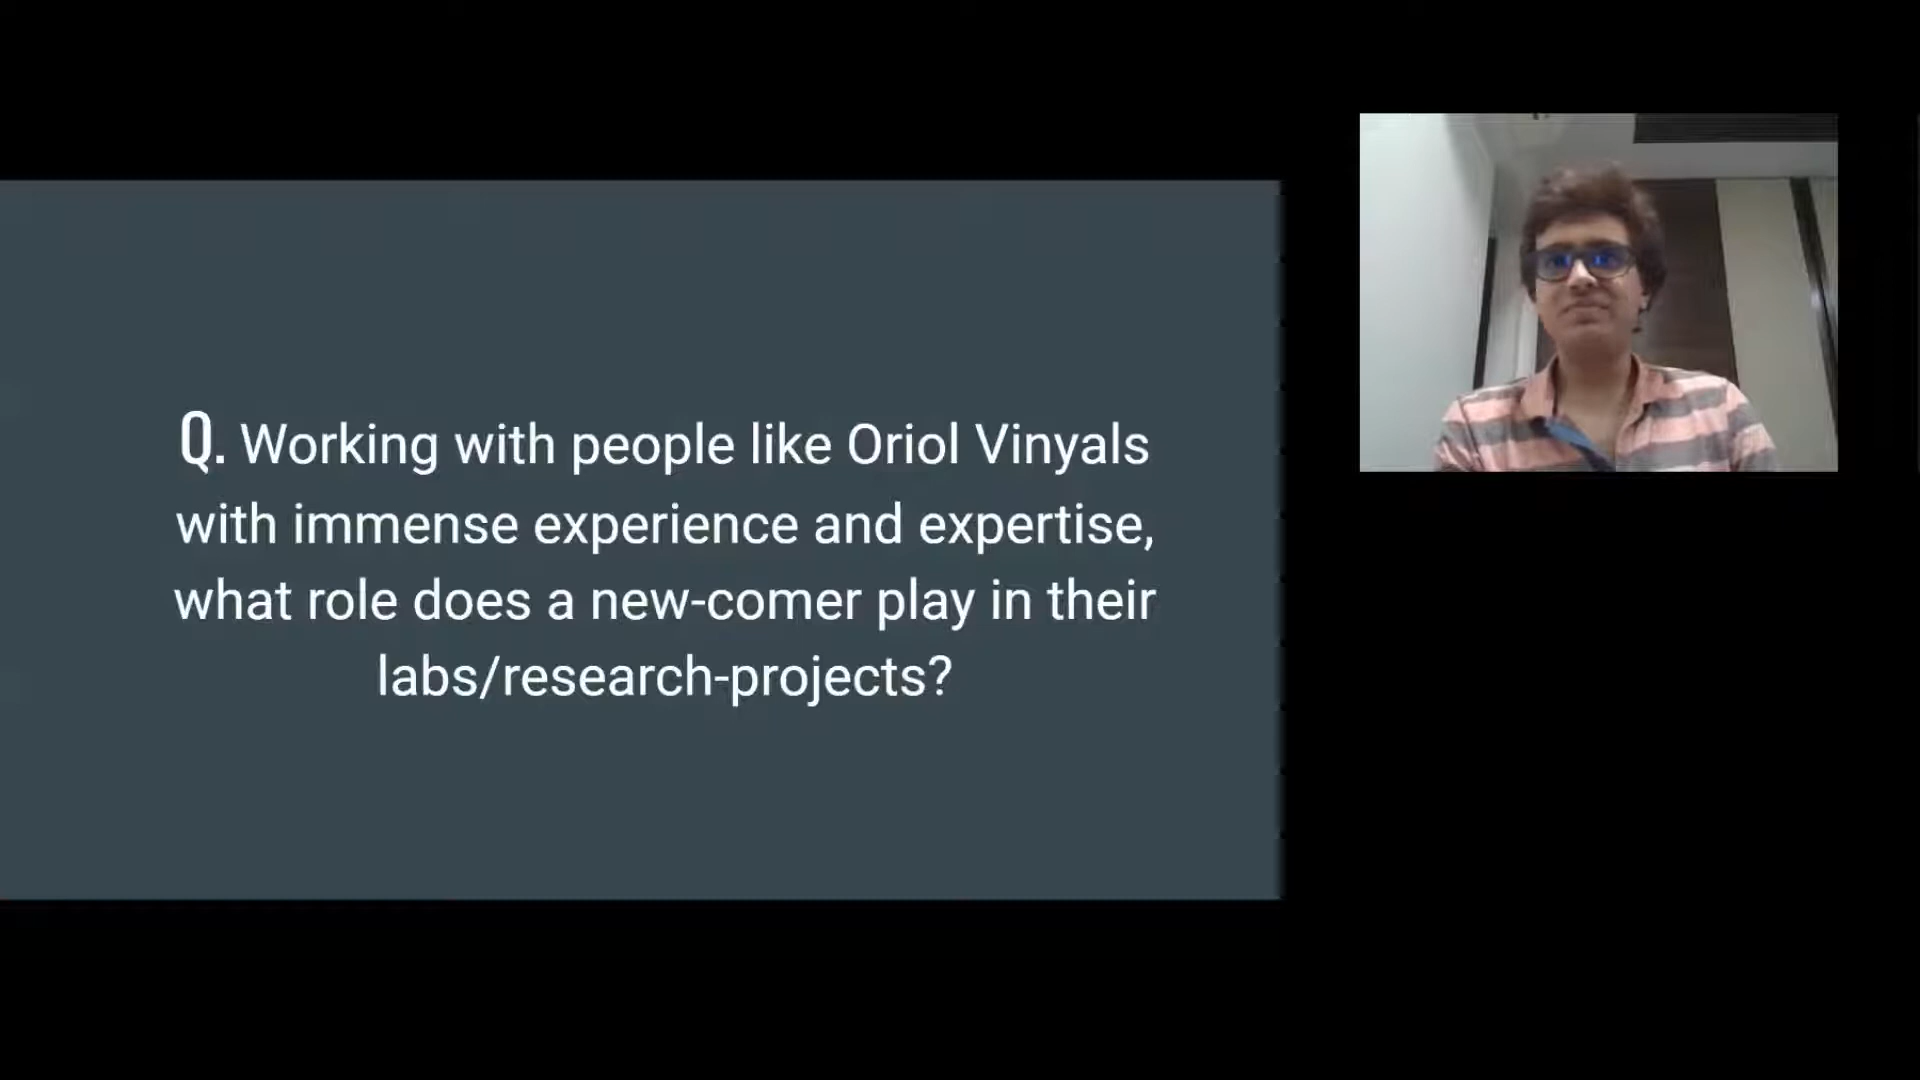 Q. Working with people like Oriol Vinyals
with immense experience and expertise,
what role does a new-comer play in their
labs/research-projects?